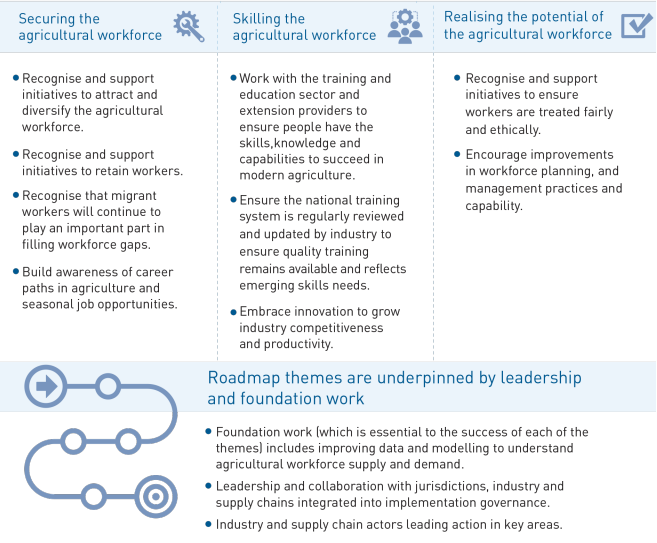 Securing the
agricultural workforce
● Recognise and support
initiatives to attract and
diversify the agricultural
workforce.
● Recognise and support
initiatives to retain workers.
● Recognise that migrant
workers will continue to
play an important part in
filling workforce gaps.
● Build awareness of career
paths in agriculture and
seasonal job opportunities.
Skilling the
agricultural workforce
● Work with the training and
education sector and
extension providers to
ensure people have the
skills,knowledge and
capabilities to succeed in
modern agriculture.
● Ensure the national training
system is regularly reviewed
and updated by industry to
ensure quality training
remains available and reflects
emerging skills needs.
● Embrace innovation to grow
industry competitiveness
and productivity.
Realising the potential of
the agricultural workforce
● Recognise and support
initiatives to ensure
workers are treated fairly
and ethically.
● Encourage improvements
in workforce planning, and
management practices and
capability.
Roadmap themes are underpinned by leadership
and foundation work
● Foundation work (which is essential to the success of each of the
themes) includes improving data and modelling to understand
agricultural workforce supply and demand.
● Leadership and collaboration with jurisdictions, industry and
supply chains integrated into implementation governance.
● Industry and supply chain actors leading action in key areas.